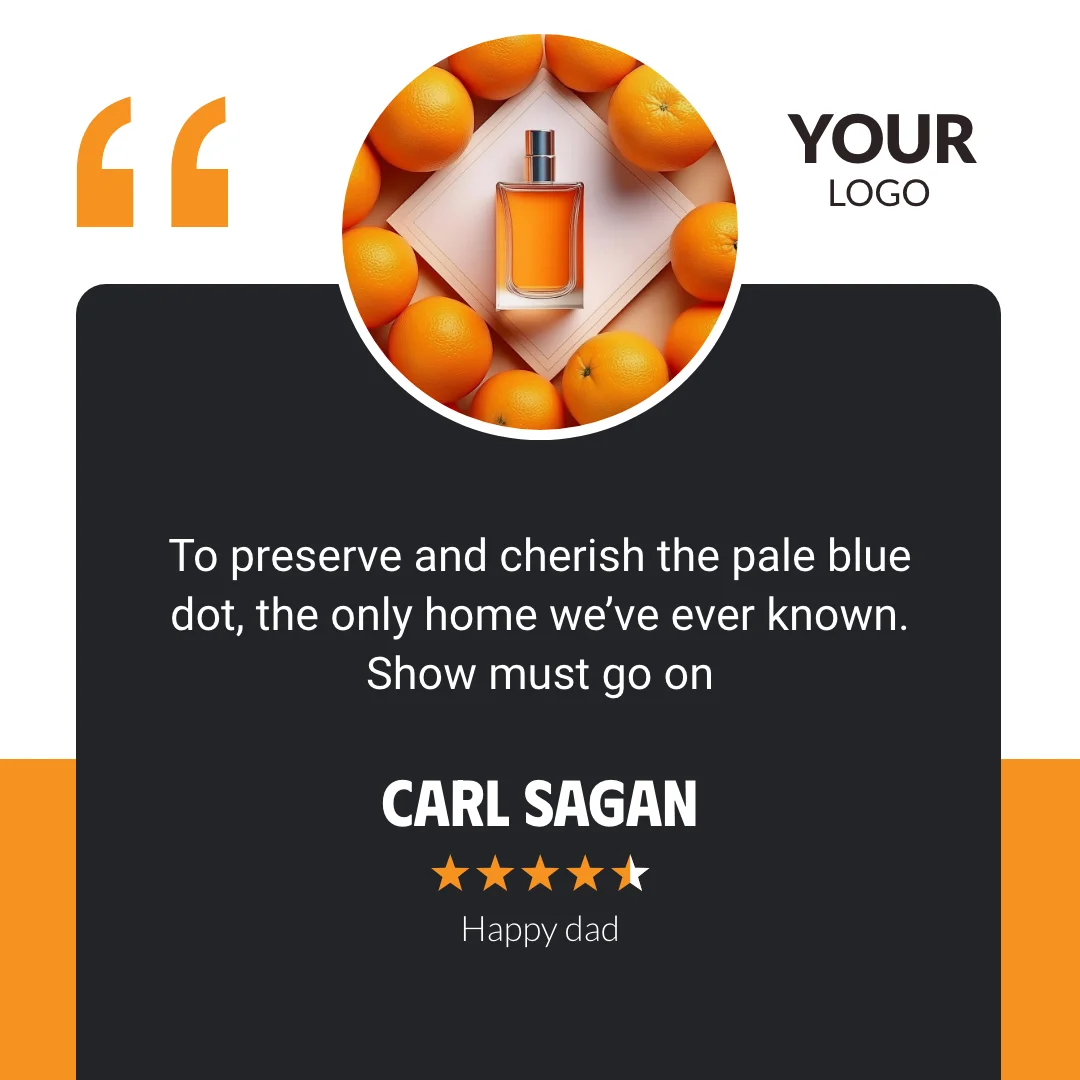 YOUR
LOGO
To preserve and cherish the pale blue
dot, the only home we’ve ever known.
Show must go on
CARL SAGAN
Happy dad